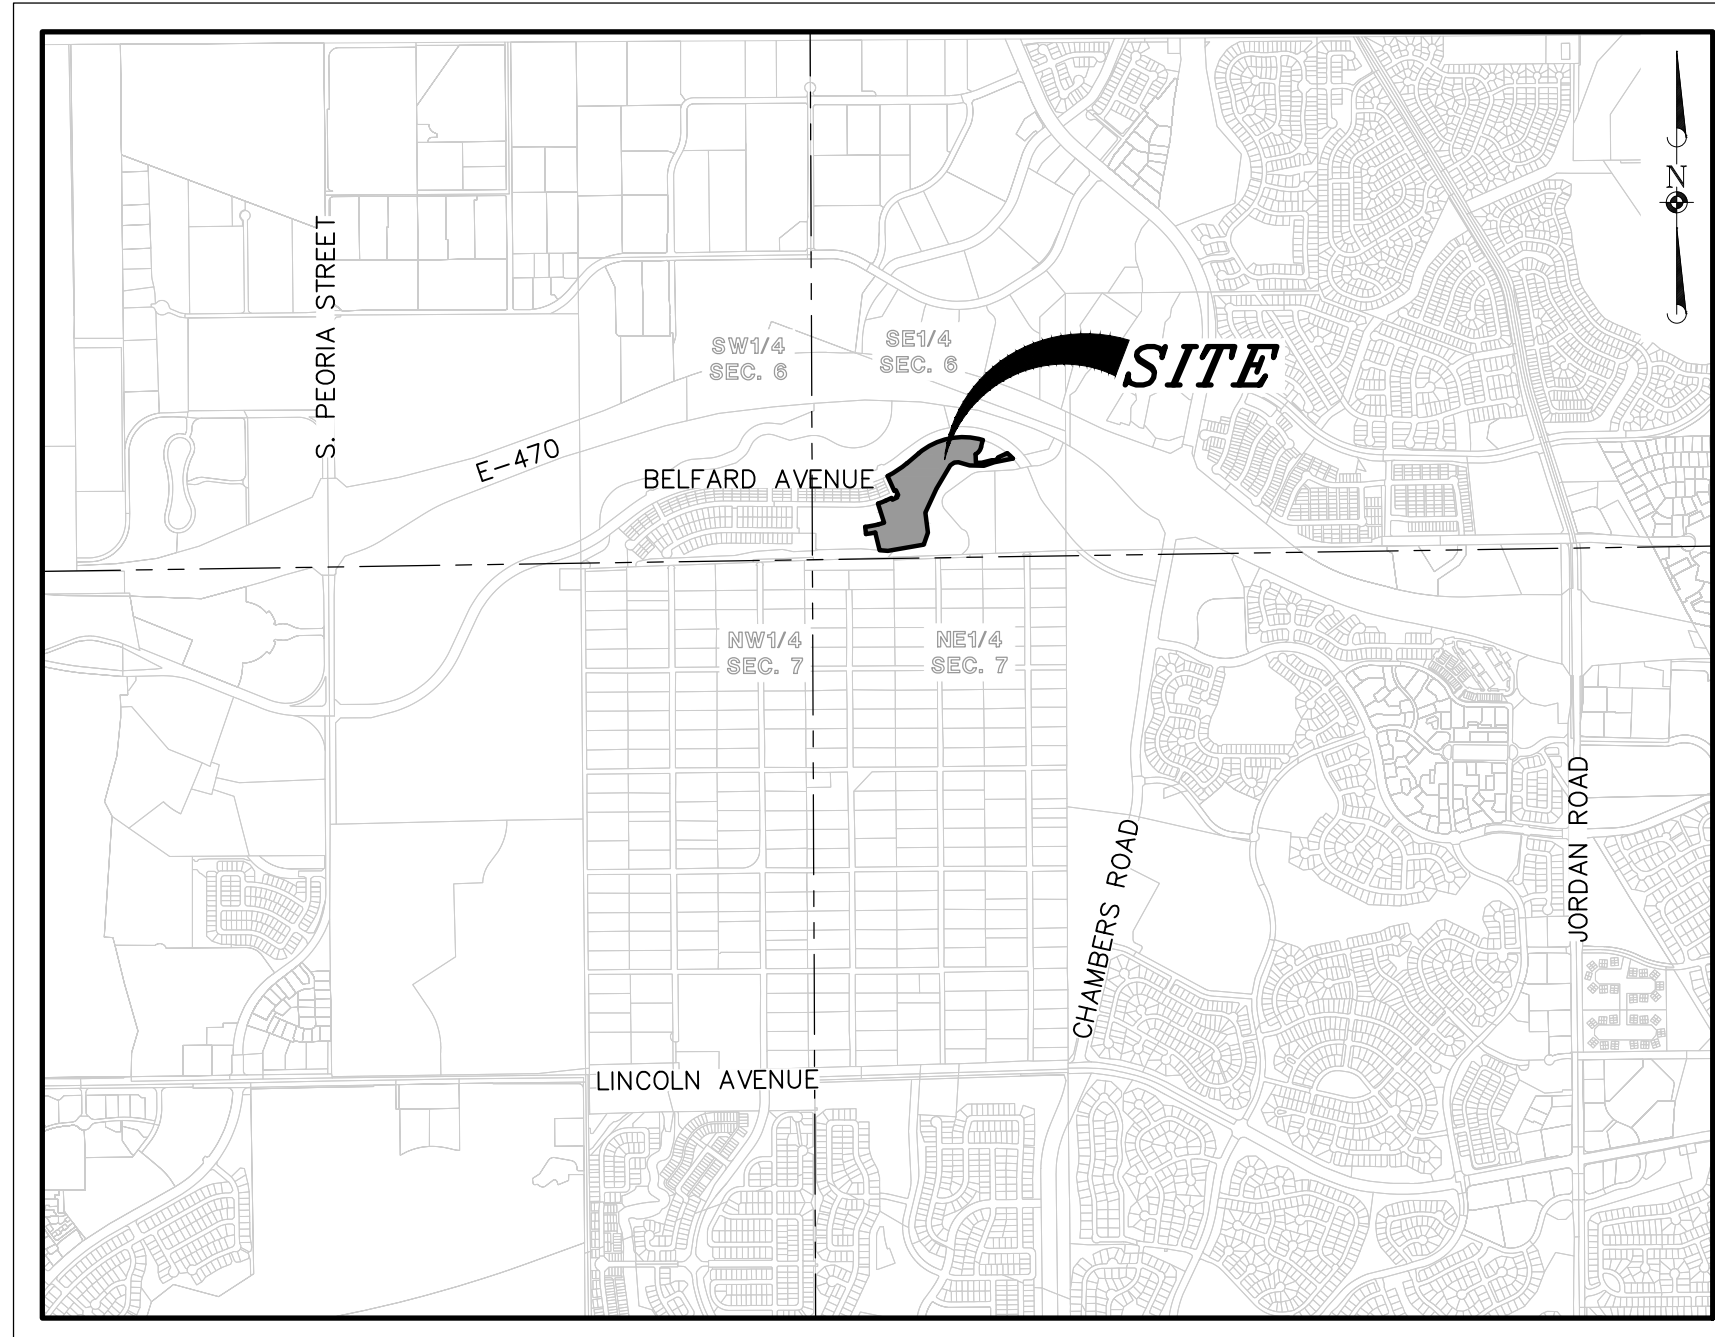 N
S. PEORIA STREET
SW1/4
SEC. 6
SE1/4
SEC. 6
SITE
E-470
BELFARD AVENUE
NW1/4
SEC. 7
NE1/4
SEC. 7
CHAMBERS ROAD
JORDAN ROAD
LINCOLN AVENUE